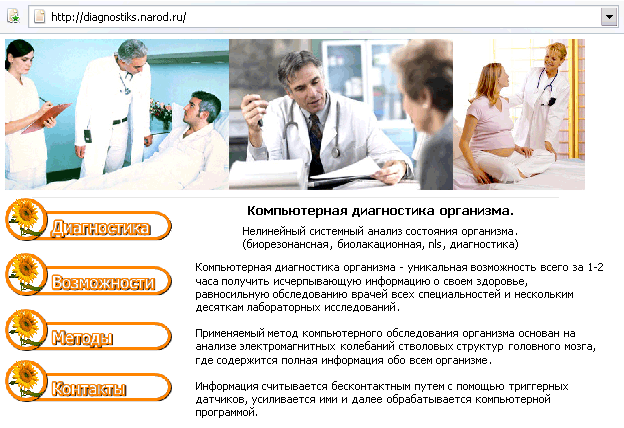 http://diagnostiks.narod.ru/
Диагностика
Возможности
Методы
Контакты
Компьютерная диагностика организма.
Нелинейный системный анализ состояния организма.
(биорезонансная, биолакационная, nls, диагностика)
Компьютерная диагностика организма - уникальная возможность всего за 1-2
часа получить исчерпывающую информацию о своем здоровье,
равносильную обследованию врачей всех специальностей и нескольким
десяткам лабораторных исследований.
Применяемый метод компьютерного обследования организма основан на
анализе электромагнитных колебаний стволовых структур головного мозга,
где содержится полная информация обо всем организме.
Информация считывается бесконтактным путем с помощью триггерных
датчиков, усиливается ими и далее обрабатывается компьютерной
программой.